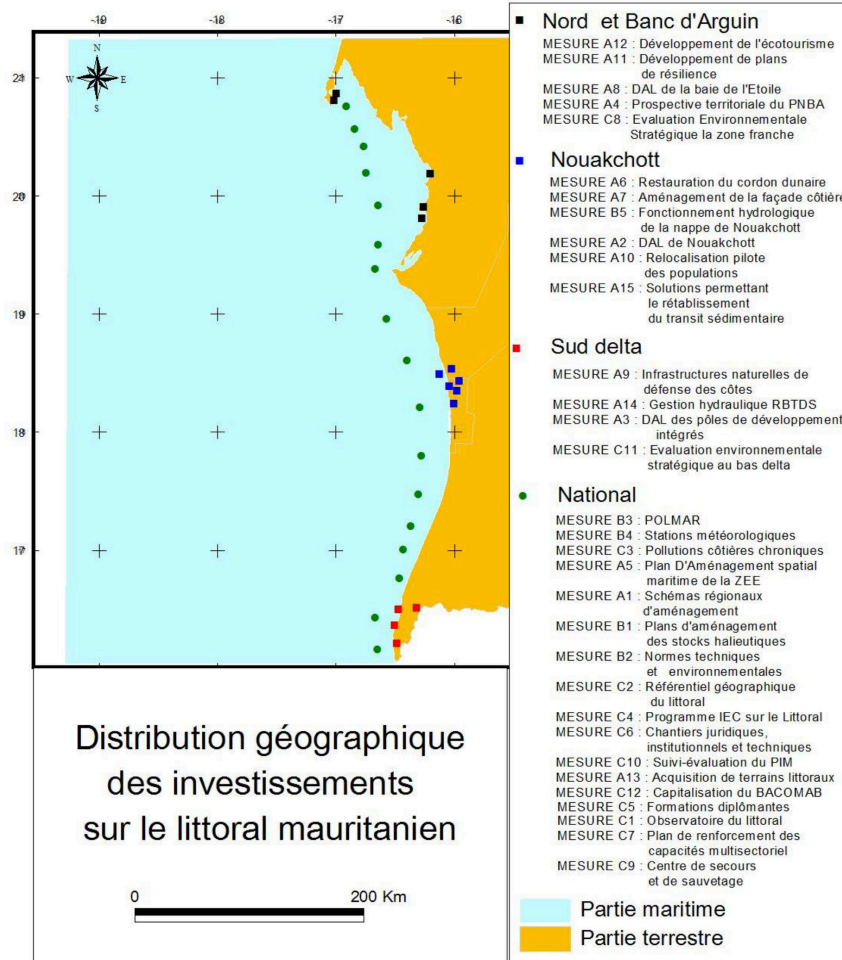 -19 -18 -17 -16
N
W E
S
20
19
18
17
-19 -18 -17 -16
Distribution géographique
des investissements
sur le littoral mauritanien
0 200 Km
Nord et Banc d'Arguin
MESURE A12 : Développement de l'écotourisme
MESURE A11 : Développement de plans
de résilience
MESURE A8 : DAL de la baie de l'Etoile
MESURE A4 : Prospective territoriale du PNBA
MESURE C8 : Evaluation Environnementale
Stratégique la zone franche
Nouakchott
MESURE A6 : Restauration du cordon dunaire
MESURE A7 : Aménagement de la façade côtière
MESURE B5 : Fonctionnement hydrologique
de la nappe de Nouakchott
MESURE A2 : DAL de Nouakchott
MESURE A10 : Relocalisation pilote
des populations
MESURE A15 : Solutions permettant
le rétablissement
du transit sédimentaire
Sud delta
MESURE A9 : Infrastructures naturelles de
défense des côtes
MESURE A14 : Gestion hydraulique RBTDS
MESURE A3 : DAL des pôles de développement
intégrés
MESURE C11 : Evaluation environnementale
stratégique au bas delta
National
MESURE B3 : POLMAR
MESURE B4 : Stations météorologiques
MESURE C3 : Pollutions côtières chroniques
MESURE A5 : Plan D'Aménagement spatial
maritime de la ZEE
MESURE A1 : Schémas régionaux
d'aménagement
MESURE B1 : Plans d'aménagement
des stocks halieutiques
MESURE B2 : Normes techniques
et environnementales
MESURE C2 : Référentiel géographique
du littoral
MESURE C4 : Programme IEC sur le Littoral
MESURE C6 : Chantiers juridiques,
institutionnels et techniques
MESURE C10 : Suivi-évaluation du PIM
MESURE A13 : Acquisition de terrains littoraux
MESURE C12 : Capitalisation du BACOMAB
MESURE C5 : Formations diplômantes
MESURE C1 : Observatoire du littoral
MESURE C7 : Plan de renforcement des
capacités multisectoriel
MESURE C9 : Centre de secours
et de sauvetage
Partie maritime
Partie terrestre